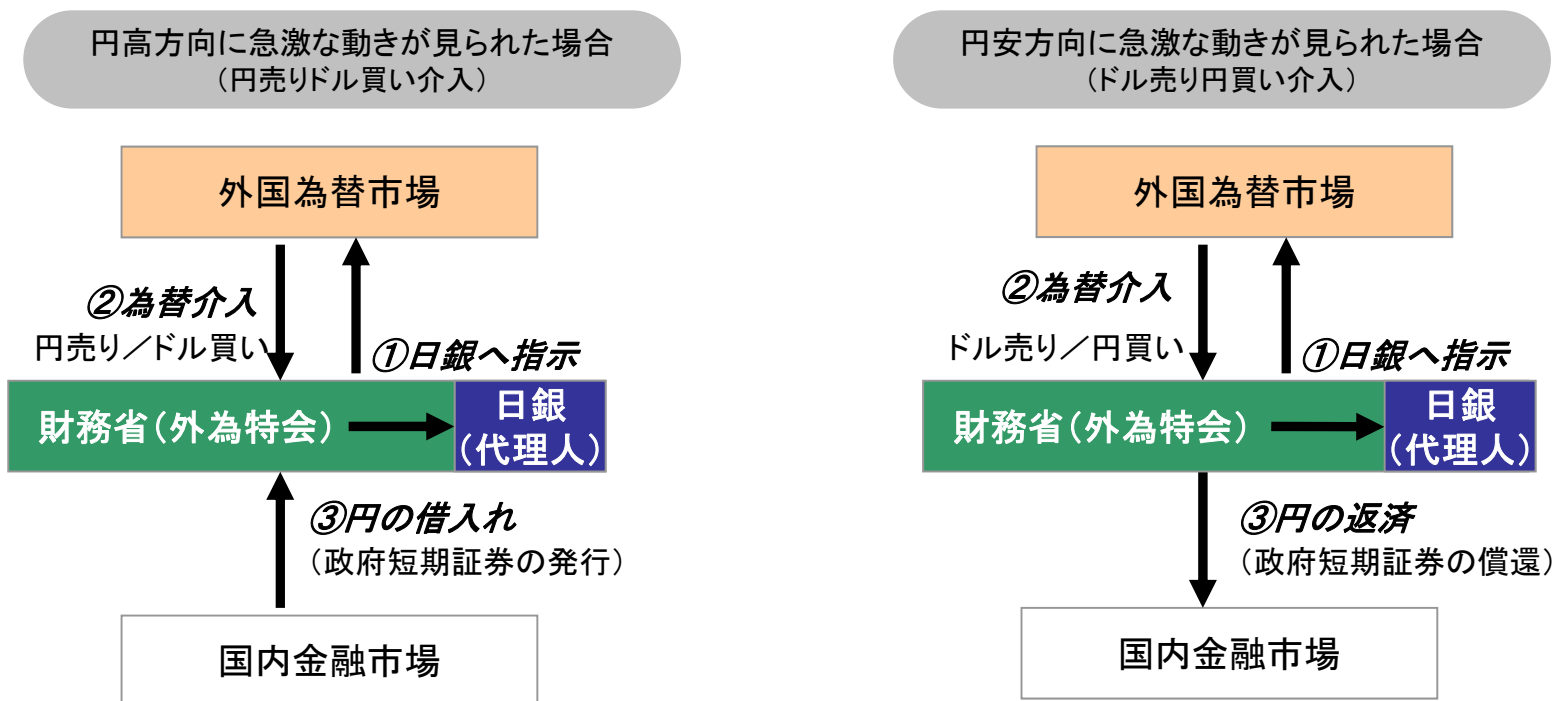 円高方向に急激な動きが見られた場合
（円売りドル買い介入）
外国為替市場
②為替介入
円売り／ドル買い
①日銀へ指示
財務省（外為特会）
日銀
（代理人）
③円の借入れ
（政府短期証券の発行）
国内金融市場
円安方向に急激な動きが見られた場合
（ドル売り円買い介入）
外国為替市場
②為替介入
ドル売り／円買い
①日銀へ指示
財務省（外為特会）
日銀
（代理人）
③円の返済
（政府短期証券の償還）
国内金融市場